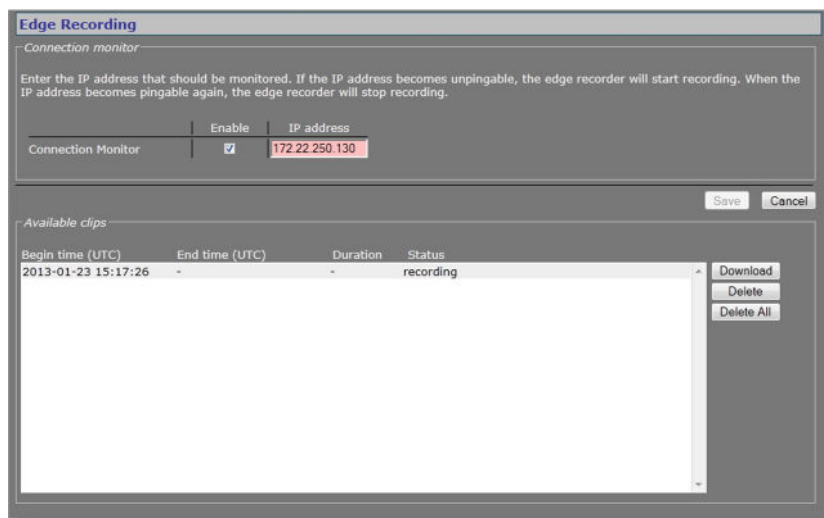 Edge Recording
Connection monitor
Enter the IP address that should be monitored. If the IP address becomes unpingable, the edge recorder will start recording. When the
IP address becomes pingable again, the edge recorder will stop recording.
Enable IP address
Connection Monitor 172.22.250.130
Save Cancel
Available clips
Begin time (UTC) End time (UTC) Duration Status
2013-01-23 15:17:26 - - recording
Download
Delete
Delete All